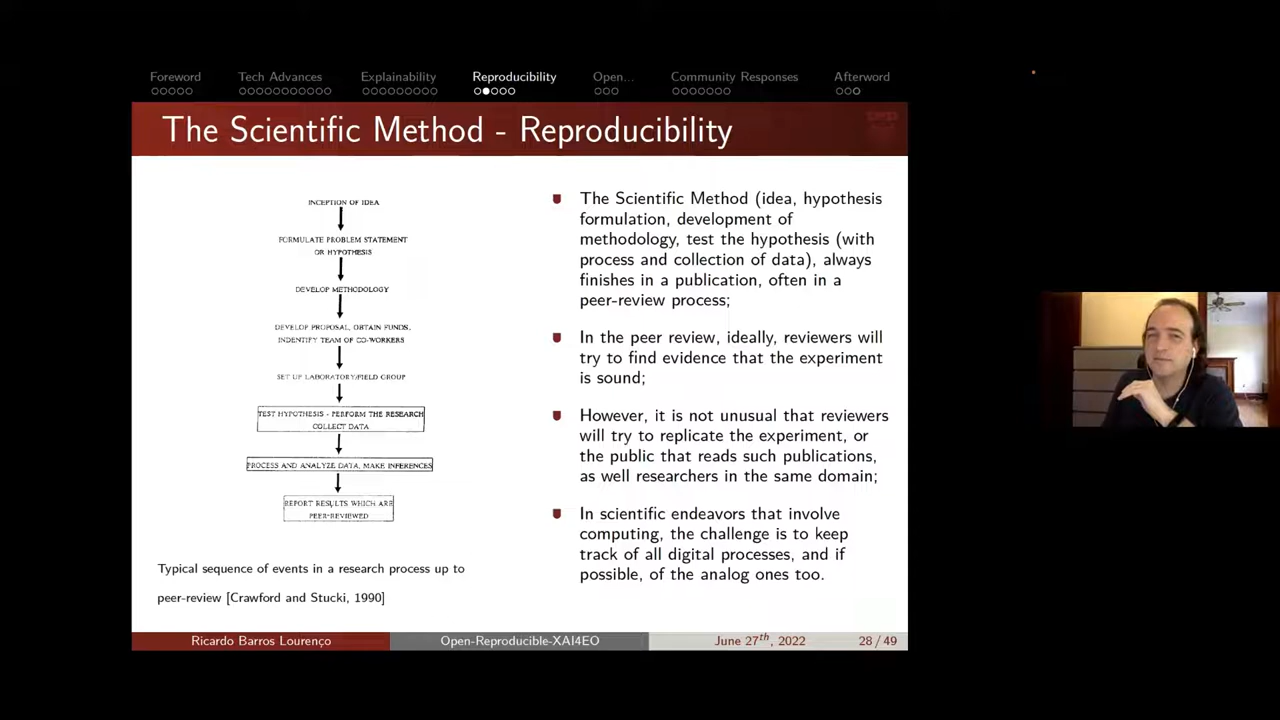 Foreword Tech Advances Explainability Reproducibility Open... Community Responses Afterword
The Scientific Method - Reproducibility
INCEPTION OF IDEA
FORMULATE PROBLEM STATEMENT
OR HYPOTHESIS
DEVELOP METHODOLOGY
DEVELOP PROPOSAL, OBTAIN FUNDS,
INDENTIFY TEAM OF CO-WORKERS
SET UP LABORATORY/FIELD GROUP
TEST HYPOTHESIS - PERFORM THE RESEARCH
COLLECT DATA
PROCESS AND ANALYZE DATA, MAKE INFERENCES
REPORT RESULTS WHICH ARE
PEER-REVIEWED
Typical sequence of events in a research process up to
peer-review [Crawford and Stucki, 1990]
The Scientific Method (idea, hypothesis
formulation, development of
methodology, test the hypothesis (with
process and collection of data), always
finishes in a publication, often in a
peer-review process;
In the peer review, ideally, reviewers will
try to find evidence that the experiment
is sound;
However, it is not unusual that reviewers
will try to replicate the experiment, or
the public that reads such publications,
as well researchers in the same domain;
In scientific endeavors that involve
computing, the challenge is to keep
track of all digital processes, and if
possible, of the analog ones too.
Ricardo Barros Lourenço Open-Reproducible-XAI4EO June 27th, 2022 28 / 49